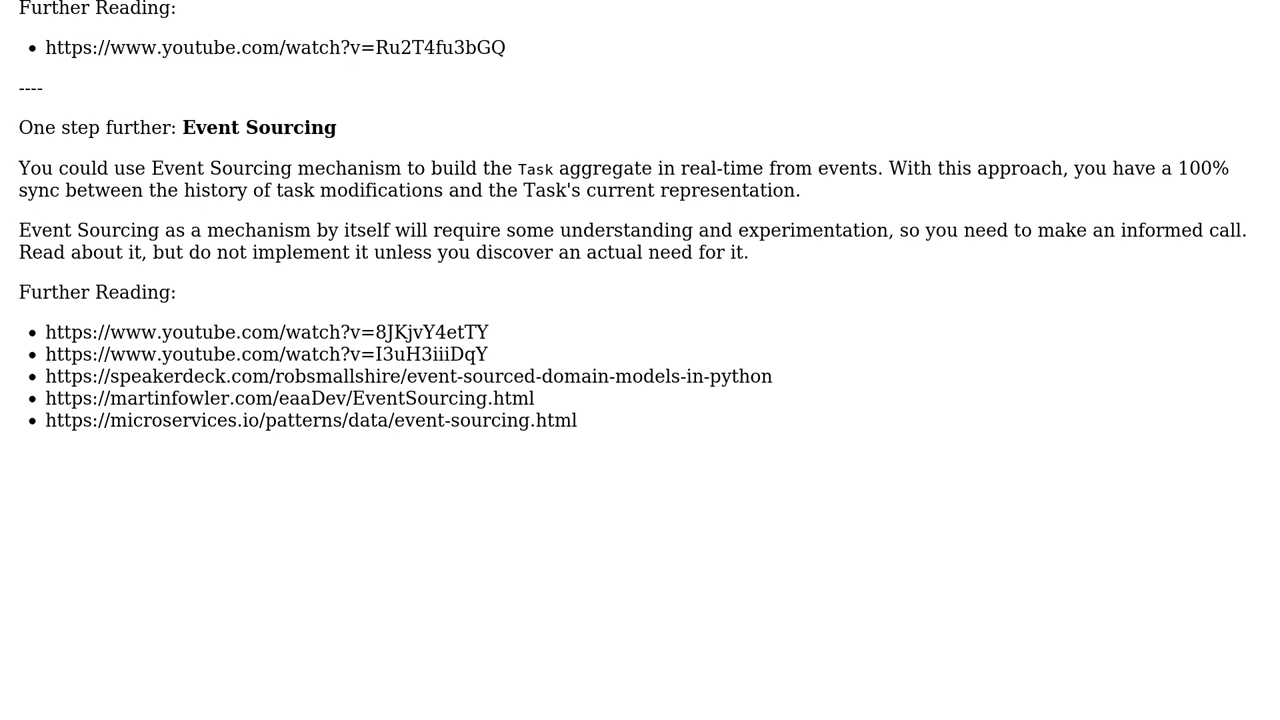 Further Reading:
https://www.youtube.com/watch?v=Ru2T4fu3bGQ
----
One step further: Event Sourcing
You could use Event Sourcing mechanism to build the Task aggregate in real-time from events. With this approach, you have a 100%
sync between the history of task modifications and the Task's current representation.
Event Sourcing as a mechanism by itself will require some understanding and experimentation, so you need to make an informed call.
Read about it, but do not implement it unless you discover an actual need for it.
Further Reading:
https://www.youtube.com/watch?v=8JKjvY4etTY
https://www.youtube.com/watch?v=I3uH3iiiDqY
https://speakerdeck.com/robsmallshire/event-sourced-domain-models-in-python
https://martinfowler.com/eaaDev/EventSourcing.html
https://microservices.io/patterns/data/event-sourcing.html